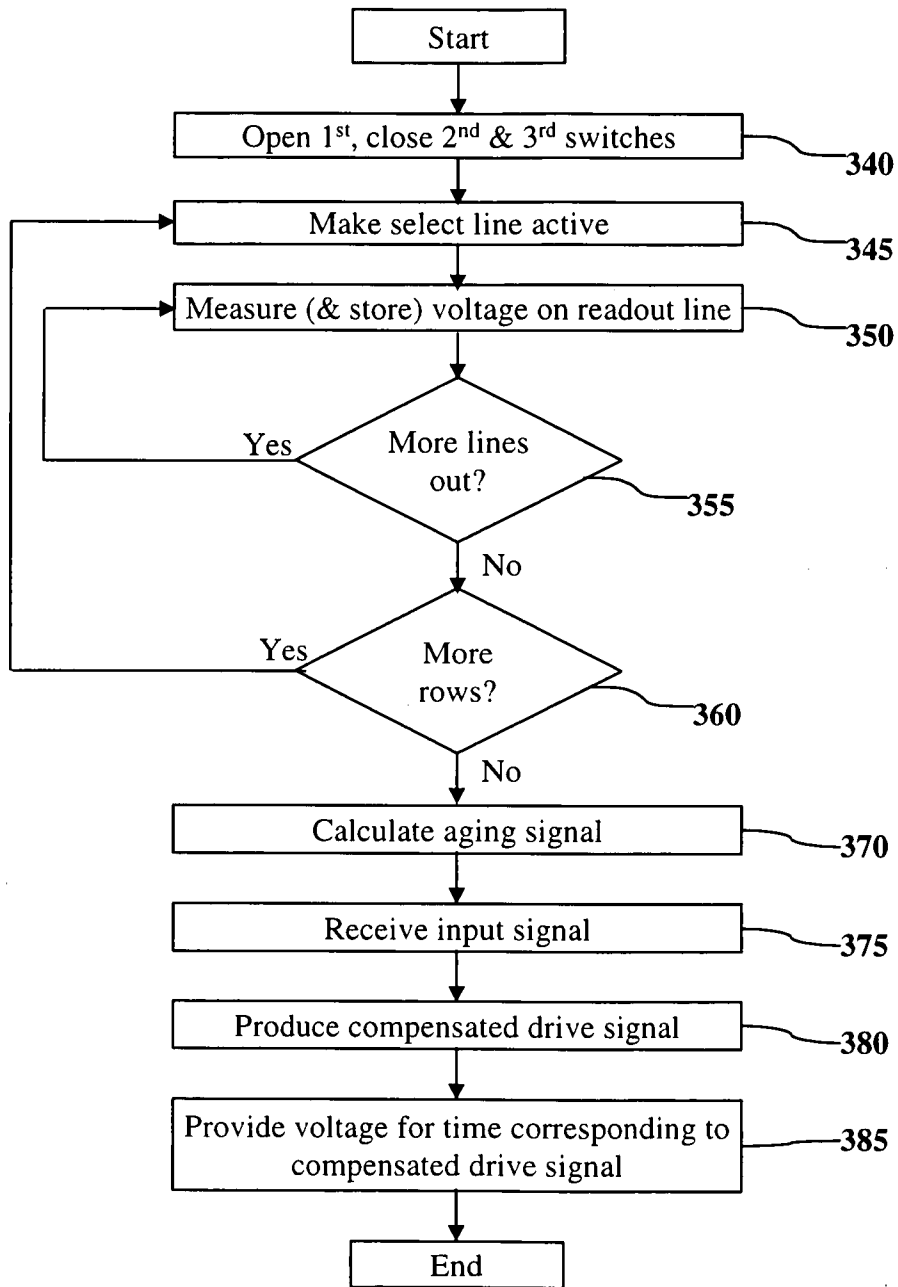 Start
Open 1st, close 2nd & 3rd switches
340
Make select line active
345
Measure (& store) voltage on readout line
350
Yes
More lines
out?
355
No
Yes
More
rows?
360
No
Calculate aging signal
370
Receive input signal
375
Produce compensated drive signal
380
Provide voltage for time corresponding to
compensated drive signal
385
End